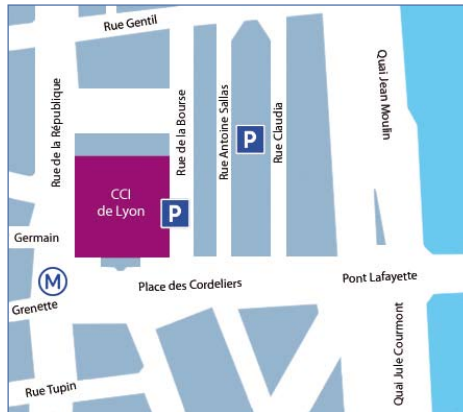 Rue Gentil
Rue de la République
Rue de la Bourse
Rue Antoine Sallas
Rue Claudia
Quai Jean Moulin
P
CCI
de Lyon
P
Germain
M
Place des Cordeliers
Pont Lafayette
Grenette
Rue Tupin
Quai Jule Courmont